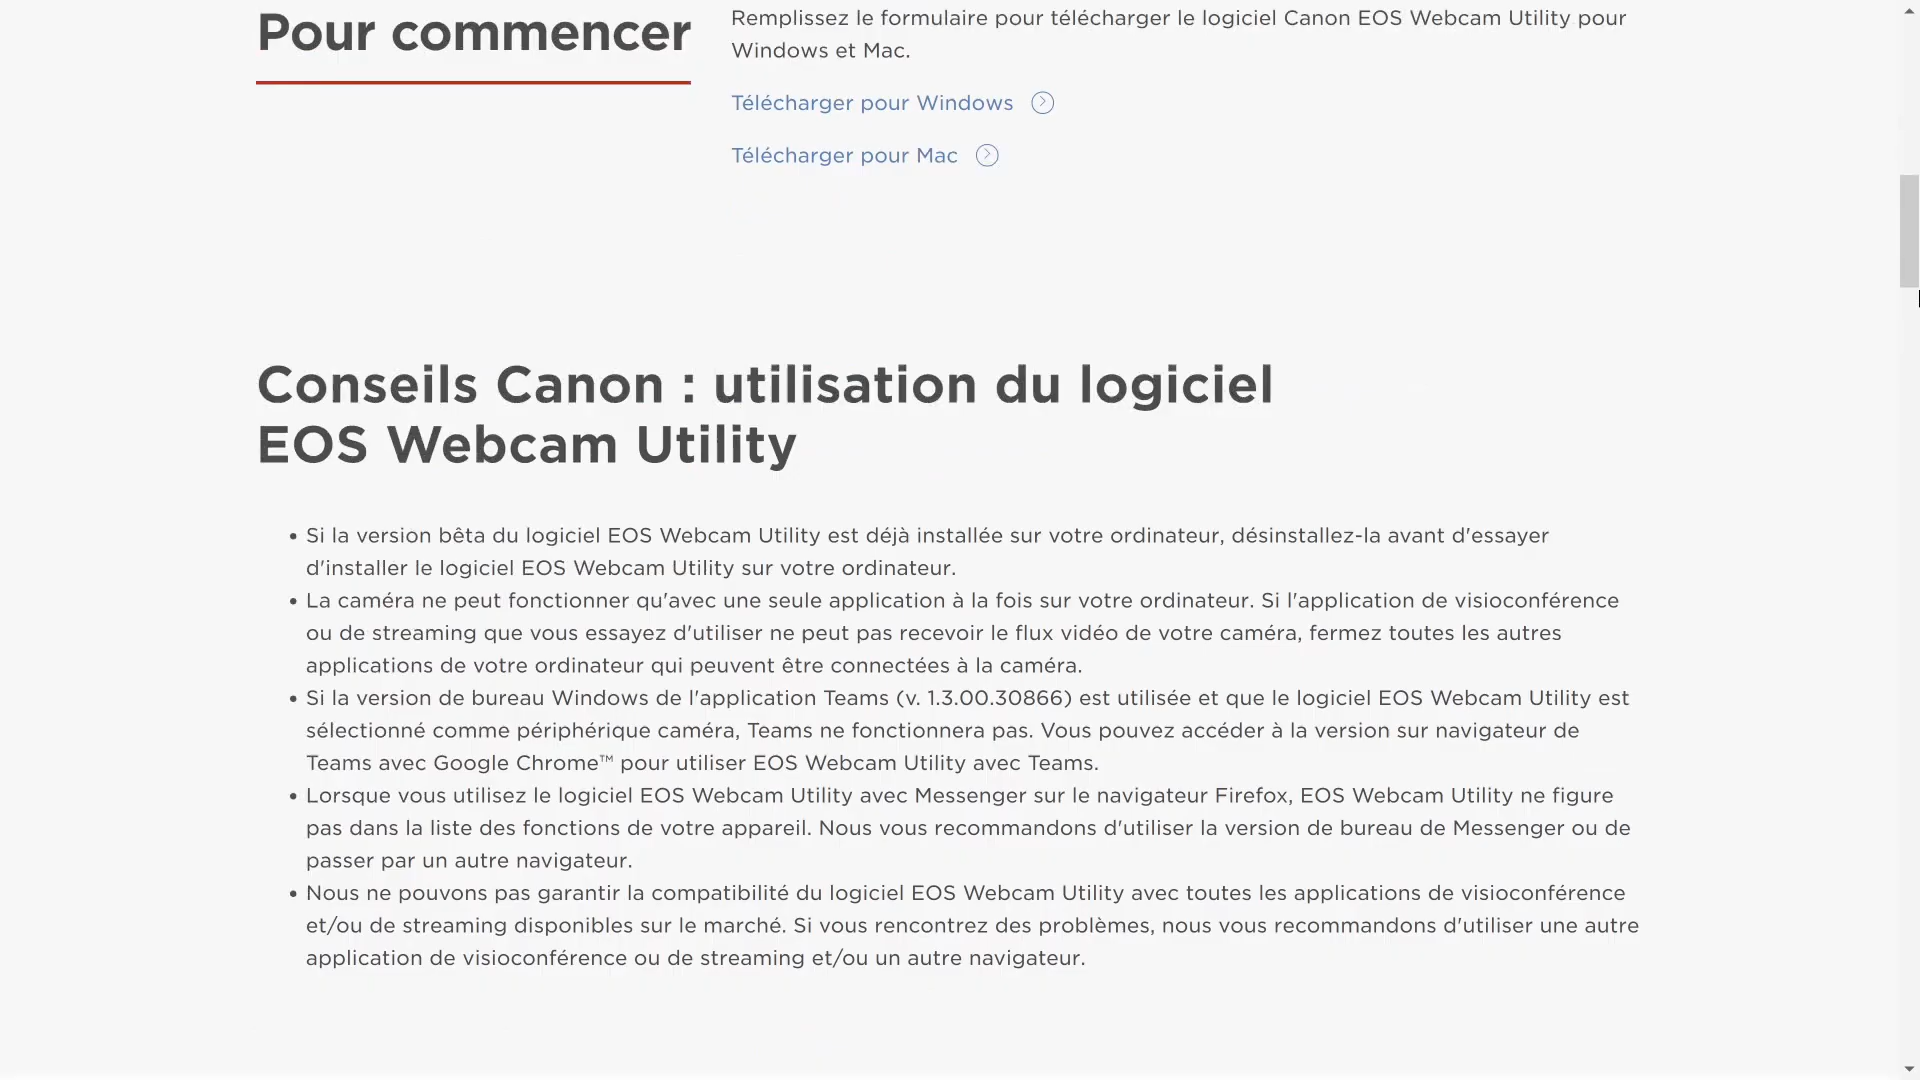 Pour commencer
Remplissez le formulaire pour télécharger le logiciel Canon EOS Webcam Utility pour
Windows et Mac.
Télécharger pour Windows
Télécharger pour Mac
Conseils Canon : utilisation du logiciel
EOS Webcam Utility
• Si la version bêta du logiciel EOS Webcam Utility est déjà installée sur votre ordinateur, désinstallez-la avant d'essayer
d'installer le logiciel EOS Webcam Utility sur votre ordinateur.
• La caméra ne peut fonctionner qu'avec une seule application à la fois sur votre ordinateur. Si l'application de visioconférence
ou de streaming que vous essayez d'utiliser ne peut pas recevoir le flux vidéo de votre caméra, fermez toutes les autres
applications de votre ordinateur qui peuvent être connectées à la caméra.
• Si la version de bureau Windows de l'application Teams (v. 1.3.00.30866) est utilisée et que le logiciel EOS Webcam Utility est
sélectionné comme périphérique caméra, Teams ne fonctionnera pas. Vous pouvez accéder à la version sur navigateur de
Teams avec Google Chrome™ pour utiliser EOS Webcam Utility avec Teams.
• Lorsque vous utilisez le logiciel EOS Webcam Utility avec Messenger sur le navigateur Firefox, EOS Webcam Utility ne figure
pas dans la liste des fonctions de votre appareil. Nous vous recommandons d'utiliser la version de bureau de Messenger ou de
passer par un autre navigateur.
• Nous ne pouvons pas garantir la compatibilité du logiciel EOS Webcam Utility avec toutes les applications de visioconférence
et/ou de streaming disponibles sur le marché. Si vous rencontrez des problèmes, nous vous recommandons d'utiliser une autre
application de visioconférence ou de streaming et/ou un autre navigateur.